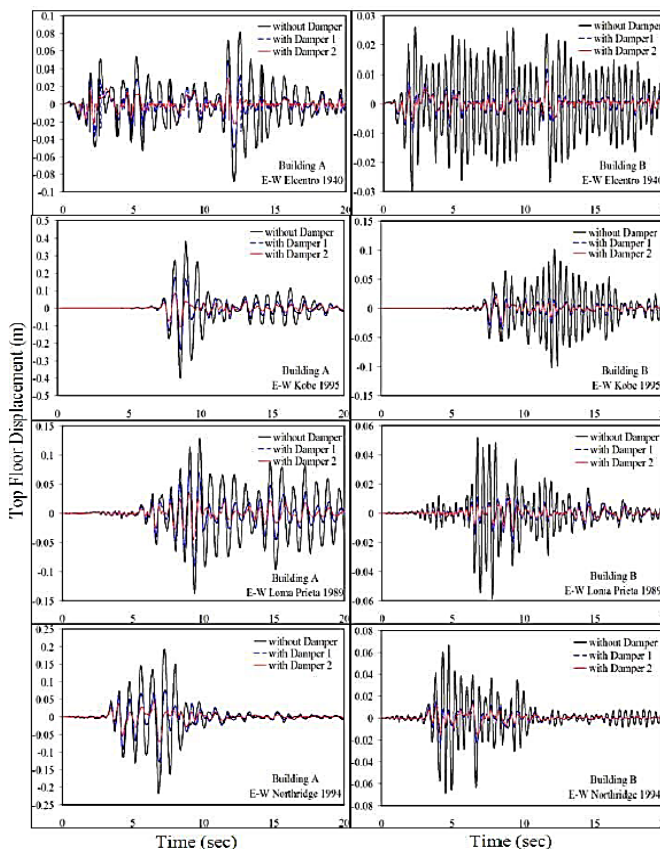 0.1
0.08
0.06
0.04
0.02
0
-0.02
-0.04
-0.06
-0.08
-0.1
without Damper
with Damper 1
with Damper 2
Building A
E-W Elcentro 1940
0 5 10 15 20
0.03
0.02
0.01
0
-0.01
-0.02
-0.03
without Damper
with Damper1
with Damper 2
Building B
E-W Elcentro 1940
0 5 10 15
0.5
0.4
0.3
0.2
0.1
0
-0.1
-0.2
-0.3
-0.4
-0.5
without Damper
with Damper 1
with Damper 2
Building A
E-W Kobe 1995
0 5 10 15 20
0.15
0.1
0.05
0
-0.05
-0.1
-0.15
without Damper
with Damper 1
with Damper 2
Building B
E-W Kobe 1995
0 5 10 15
Top Floor Displacement (m)
0.15
0.1
0.05
0
-0.05
-0.1
-0.15
without Damper
with Damper 1
with Damper 2
Building A
E-W Loma Prieta 1989
0 5 10 15 20
0.06
0.04
0.02
0
-0.02
-0.04
-0.06
without Damper
with Damper 1
with Damper 2
Building B
E-W Loma Prieta 1989
0 5 10 15
0.25
0.2
0.15
0.1
0.05
0
-0.05
-0.1
-0.15
-0.2
-0.25
without Damper
with Damper 1
with Damper 2
Building A
E-W Northridge 1994
0 5 10 15 20
0.08
0.06
0.04
0.02
0
-0.02
-0.04
-0.06
-0.08
without Damper
with Damper 1
with Damper 2
Building B
E-W Northridge 1994
0 5 10 15
Time (sec)
Time (sec)